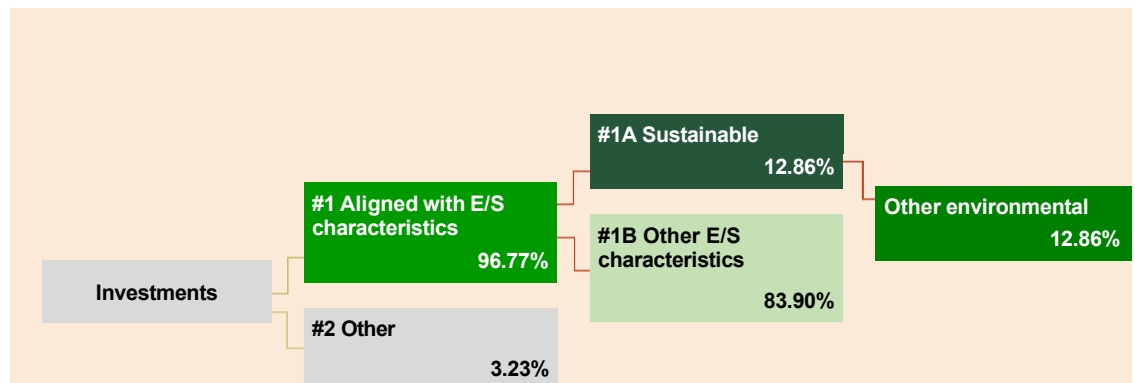 #1A Sustainable
12.86%
#1 Aligned with E/S
characteristics
96.77%
Other environmental
12.86%
#1B Other E/S
characteristics
83.90%
Investments
#2 Other
3.23%